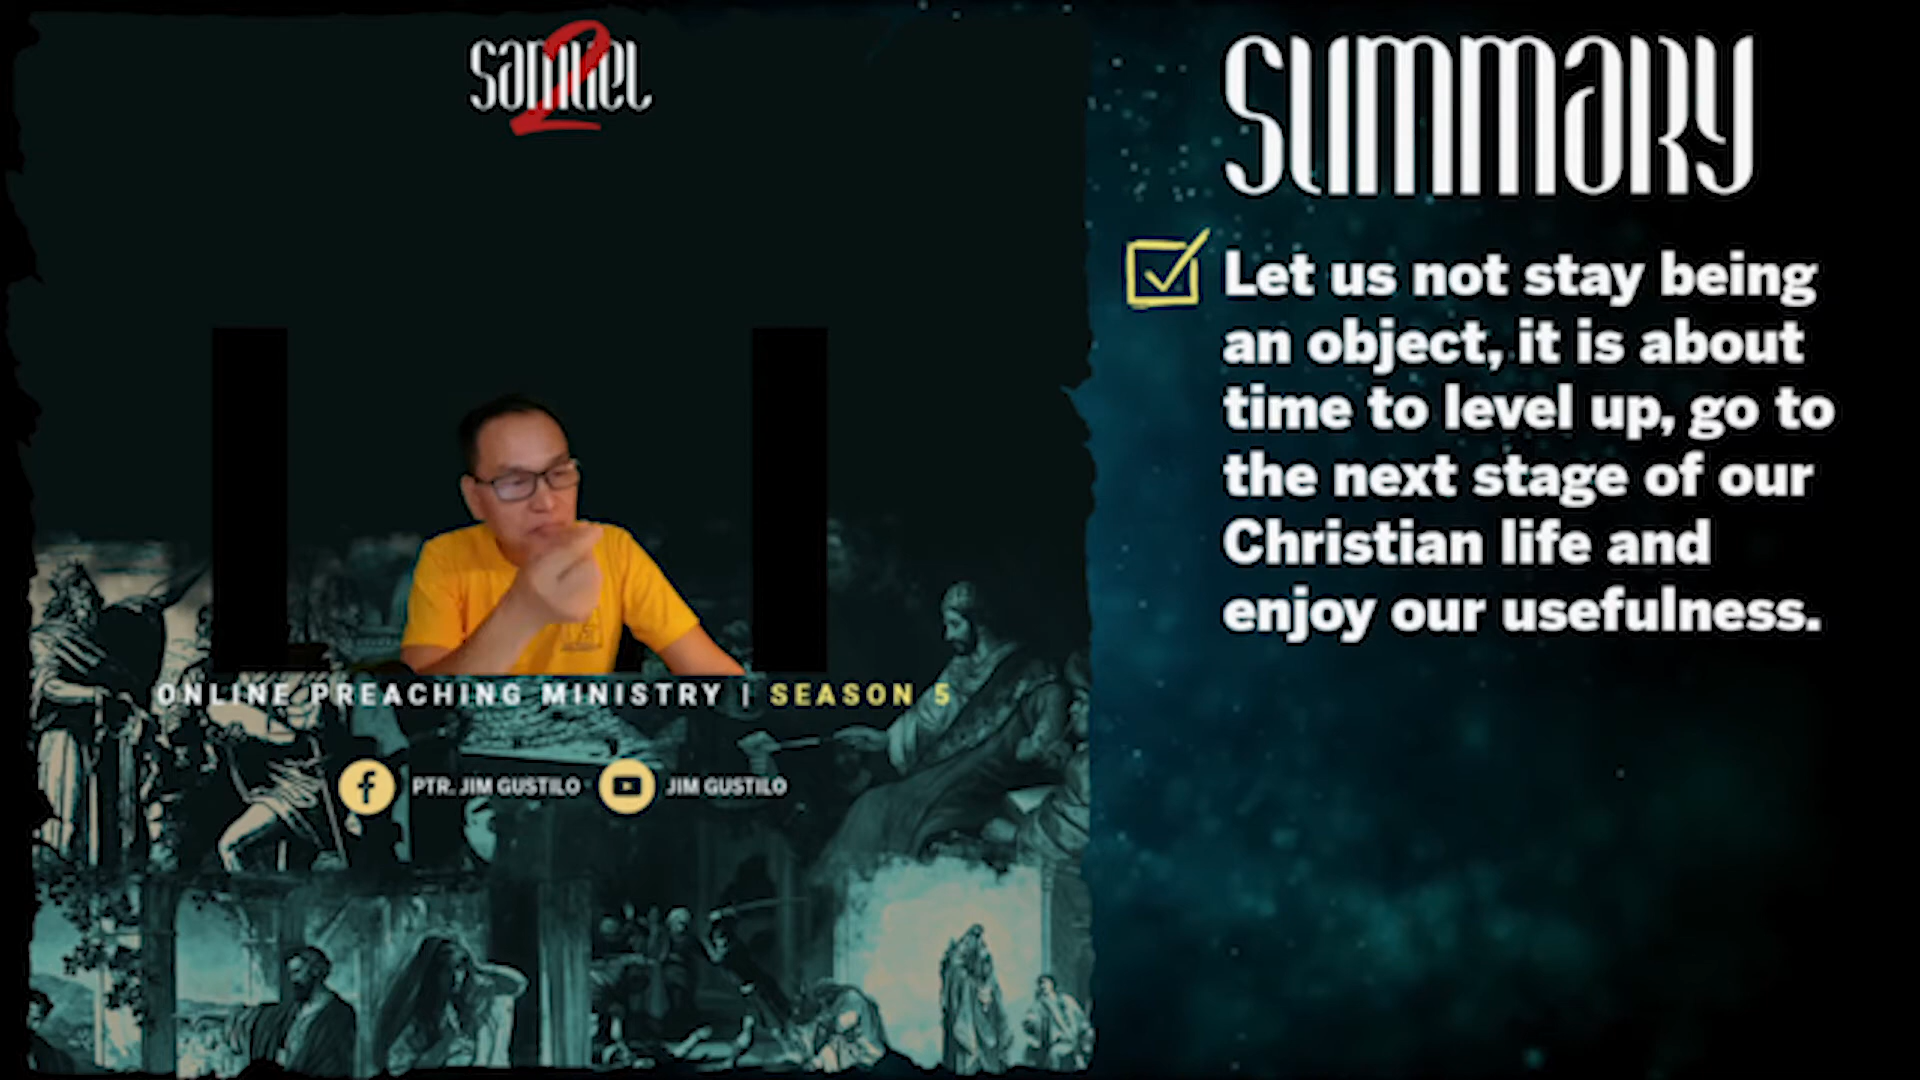 Samuel
2
ONLINE PREACHING MINISTRY | SEASON 5
PTR. JIM GUSTILO
JIM GUSTILO
SUMMARY
Let us not stay being
an object, it is about
time to level up, go to
the next stage of our
Christian life and
enjoy our usefulness.